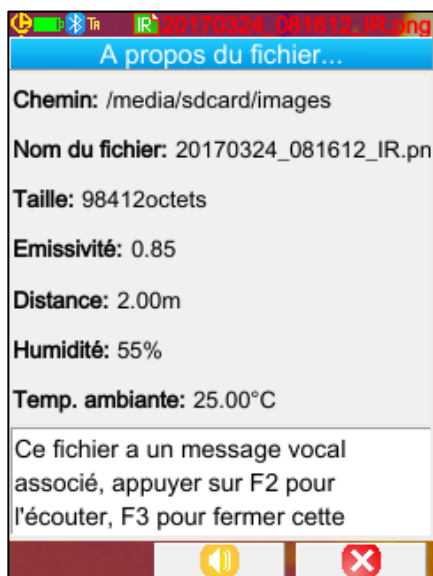 TA IR 20170324_081612_IR.png
A propos du fichier...
Chemin: /media/sdcard/images
Nom du fichier: 20170324_081612_IR.pn
Taille: 98412octets
Emissivité: 0.85
Distance: 2.00m
Humidité: 55%
Temp. ambiante: 25.00°C
Ce fichier a un message vocal
associé, appuyer sur F2 pour
l'écouter, F3 pour fermer cette